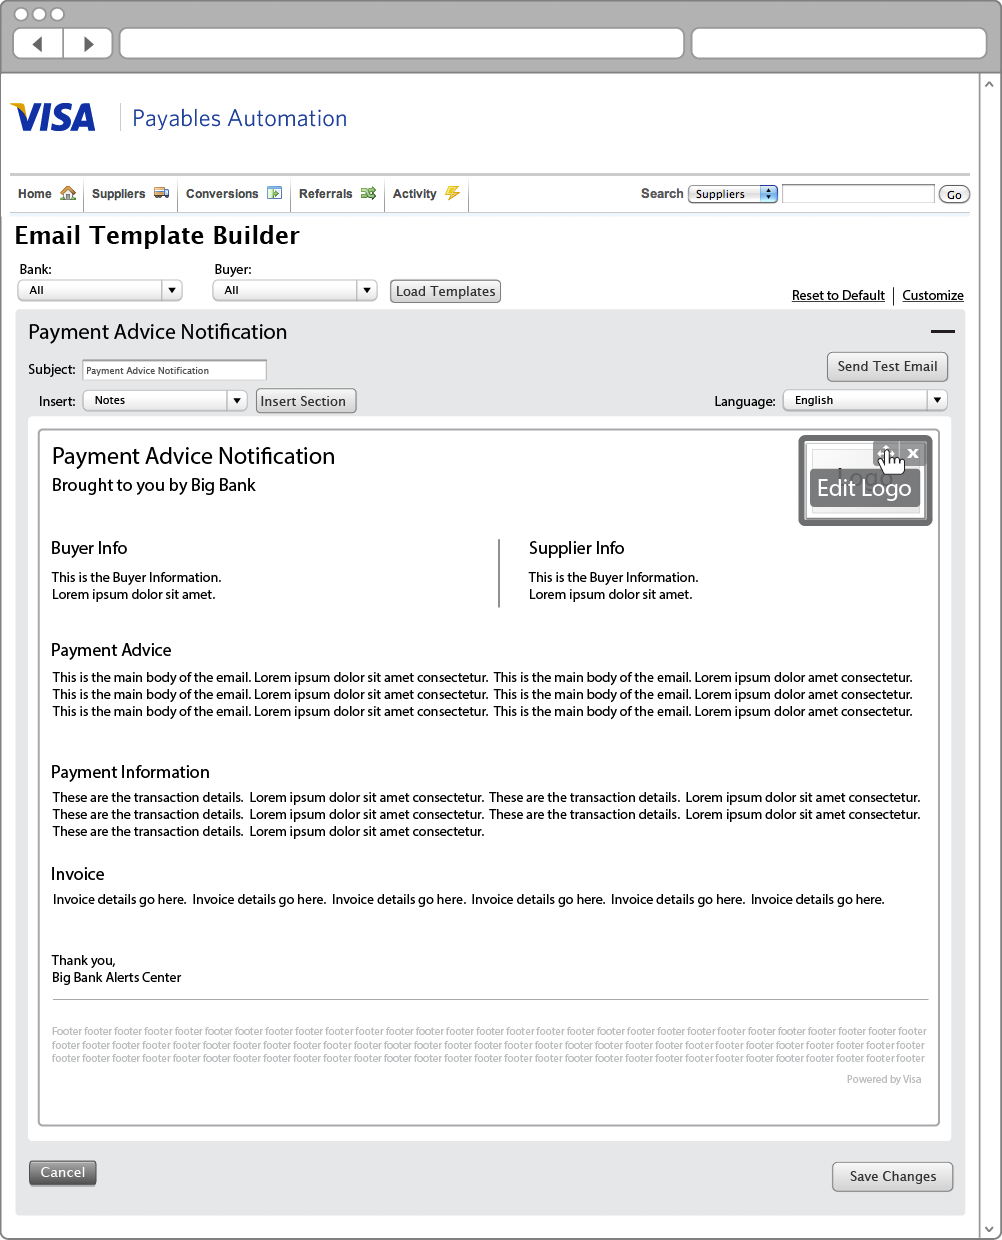 VISA Payables Automation
Home Suppliers Conversions Referrals Activity Search Suppliers Go
Email Template Builder
Bank: Buyer:
All All Load Templates
Reset to Default Customize
Payment Advice Notification
Subject: Payment Advice Notification Send Test Email
Insert: Notes Insert Section Language: English
Payment Advice Notification
Brought to you by Big Bank
Logo
Edit Logo
Buyer Info
This is the Buyer Information.
Lorem ipsum dolor sit amet.
Supplier Info
This is the Buyer Information.
Lorem ipsum dolor sit amet.
Payment Advice
This is the main body of the email. Lorem ipsum dolor sit amet consectetur. This is the main body of the email. Lorem ipsum dolor sit amet consectetur.
This is the main body of the email. Lorem ipsum dolor sit amet consectetur. This is the main body of the email. Lorem ipsum dolor sit amet consectetur.
This is the main body of the email. Lorem ipsum dolor sit amet consectetur. This is the main body of the email. Lorem ipsum dolor sit amet consectetur.
Payment Information
These are the transaction details. Lorem ipsum dolor sit amet consectetur. These are the transaction details. Lorem ipsum dolor sit amet consectetur.
These are the transaction details. Lorem ipsum dolor sit amet consectetur. These are the transaction details. Lorem ipsum dolor sit amet consectetur.
These are the transaction details. Lorem ipsum dolor sit amet consectetur.
Invoice
Invoice details go here. Invoice details go here. Invoice details go here. Invoice details go here. Invoice details go here. Invoice details go here.
Thank you,
Big Bank Alerts Center
Footer footer footer footer footer footer footer footer footer footer footer footer footer footer footer footer footer footer footer footer footer footer footer footer footer footer footer footer footer
footer footer footer footer footer footer footer footer footer footer footer footer footer footer footer footer footer footer footer footer footer footer footer footer footer footer footer footer footer
footer footer footer footer footer footer footer footer footer footer footer footer footer footer footer footer footer footer footer footer footer footer footer footer footer footer footer footer footer
Powered by Visa
Cancel Save Changes